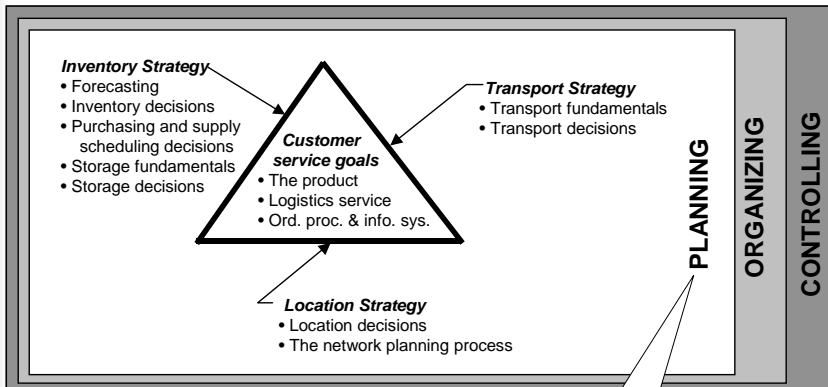 Inventory Strategy
• Forecasting
• Inventory decisions
• Purchasing and supply
scheduling decisions
• Storage fundamentals
• Storage decisions
Transport Strategy
• Transport fundamentals
• Transport decisions
Customer
service goals
• The product
• Logistics service
• Ord. proc. & info. sys.
Location Strategy
• Location decisions
• The network planning process
PLANNING
ORGANIZING
CONTROLLING